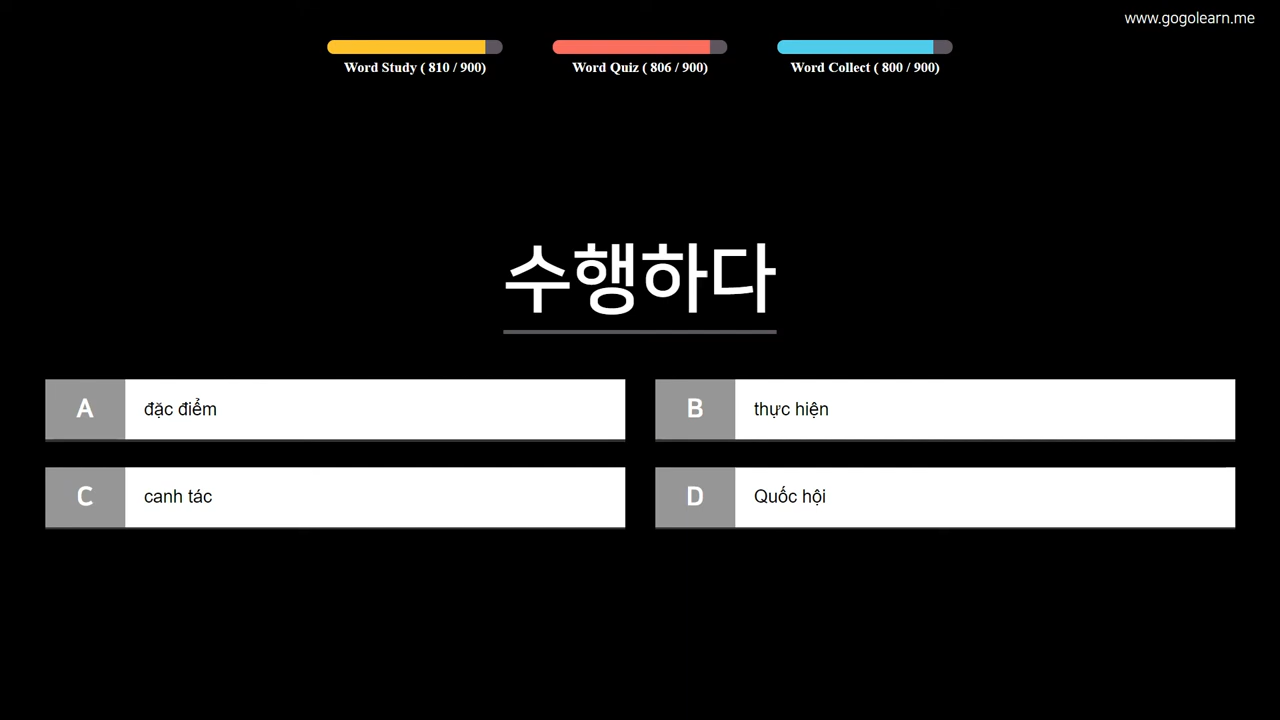 www.gogolearn.me
Word Study ( 810 / 900)
Word Quiz ( 806 / 900)
Word Collect ( 800 / 900)
수행하다
A đặc điểm
B thực hiện
C canh tác
D Quốc hội